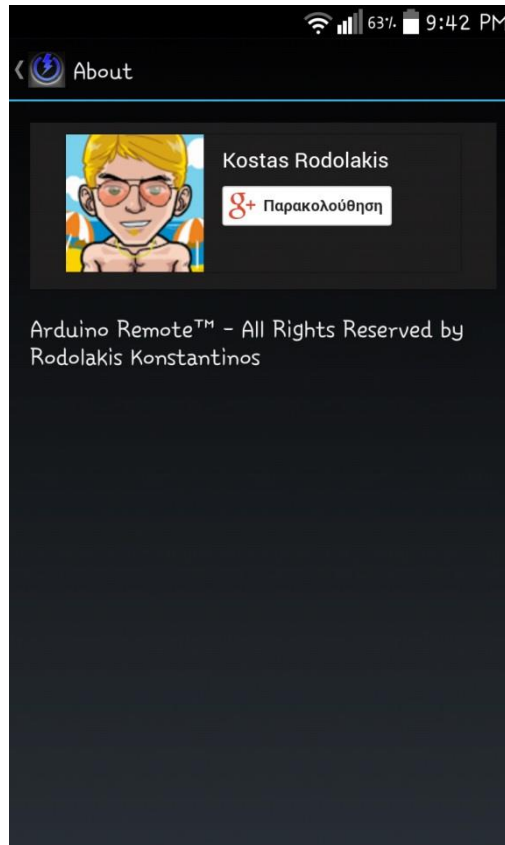 63% 9:42 PM
About
Kostas Rodolakis
g+ Παρακολούθηση
Arduino Remote™ - All Rights Reserved by
Rodolakis Konstantinos